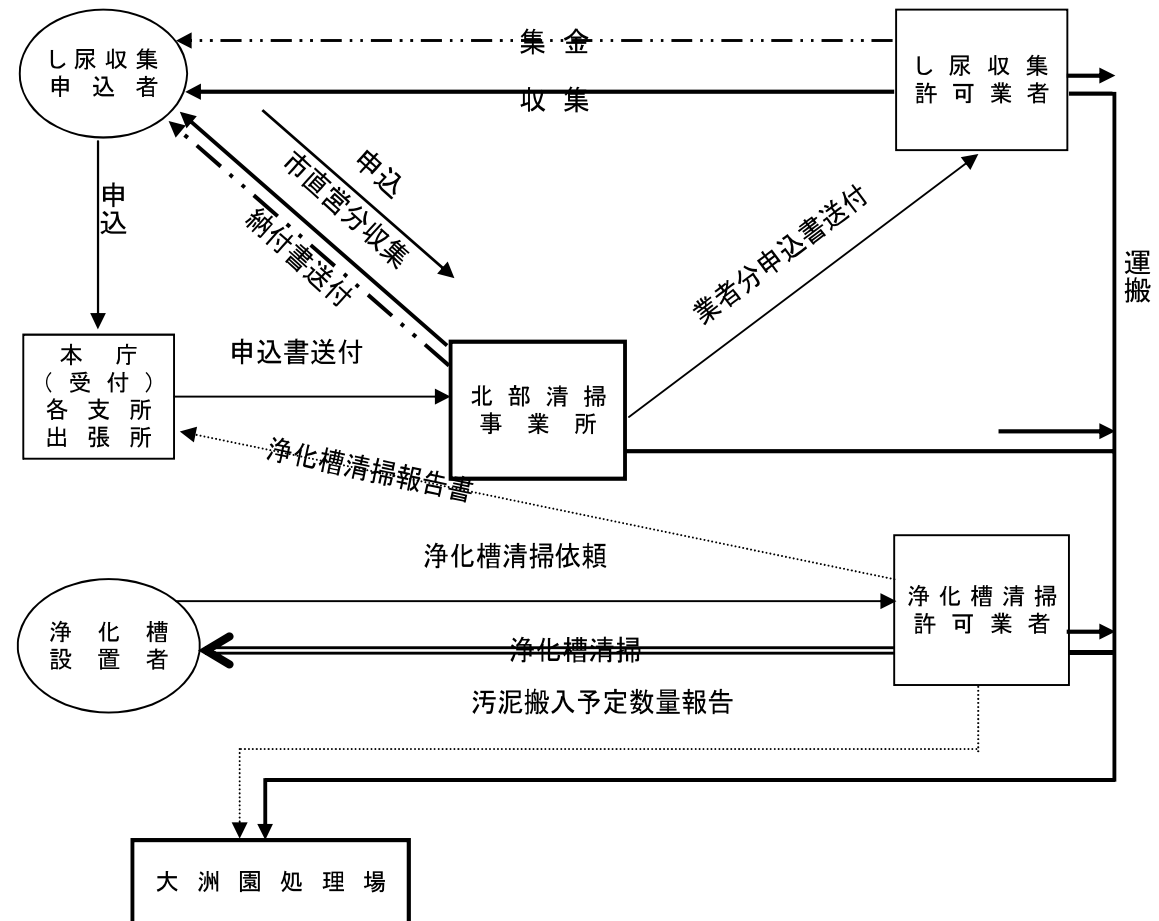 集金
し尿収集
申込者
し尿収集
許可業者
収集
申込
市直営分収集
納付書送付
申込
業者分申込書送付
運搬
申込書送付
本庁
（受付）
各支所
出張所
北部清掃
事業所
浄化槽清掃報告書
浄化槽清掃依頼
浄化槽清掃
許可業者
浄化槽
設置者
浄化槽清掃
汚泥搬入予定数量報告
大洲園処理場